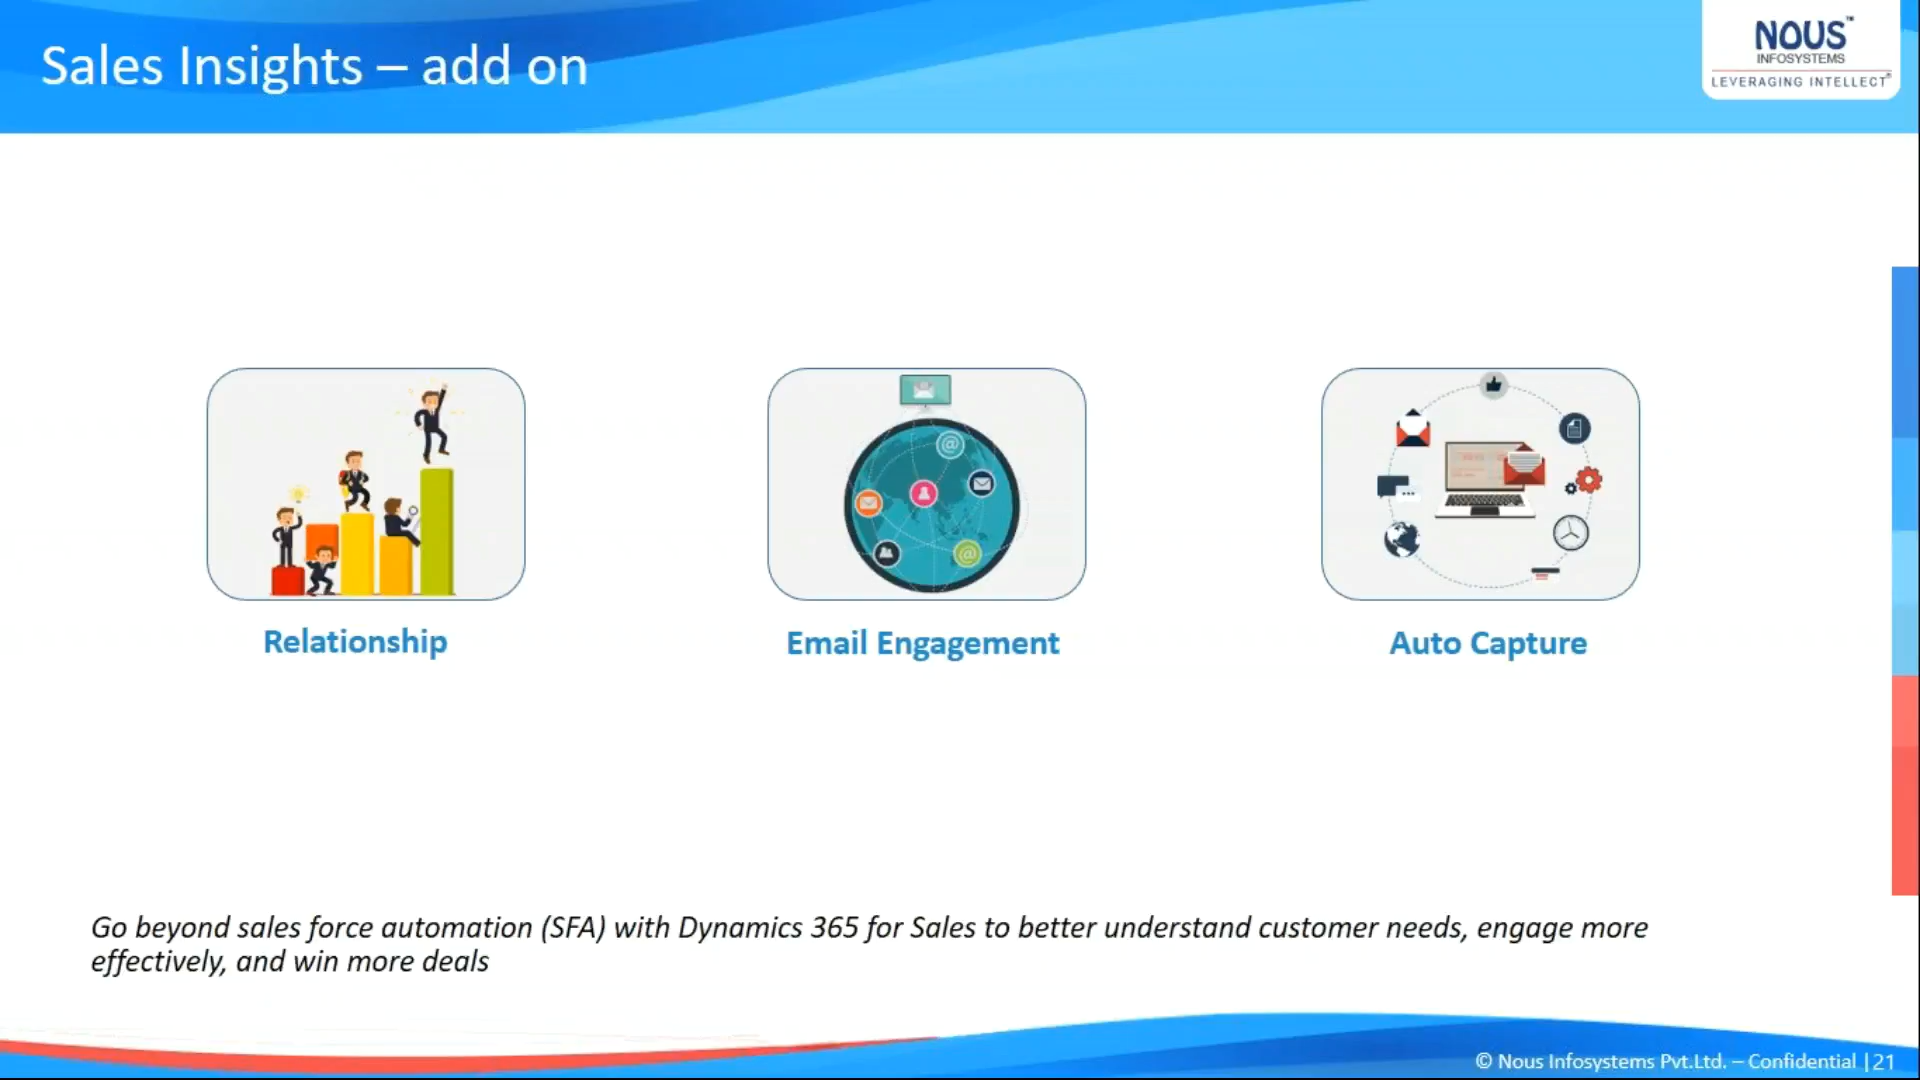 Sales Insights – add on
NOUS™
INFOSYSTEMS
LEVERAGING INTELLECT®
Relationship
Email Engagement
Auto Capture
Go beyond sales force automation (SFA) with Dynamics 365 for Sales to better understand customer needs, engage more
effectively, and win more deals
© Nous Infosystems Pvt.Ltd. – Confidential |21